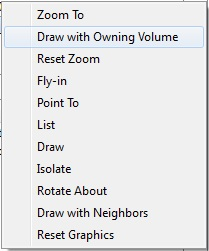 Zoom To
Draw with Owning Volume
Reset Zoom
Fly-in
Point To
List
Draw
Isolate
Rotate About
Draw with Neighbors
Reset Graphics